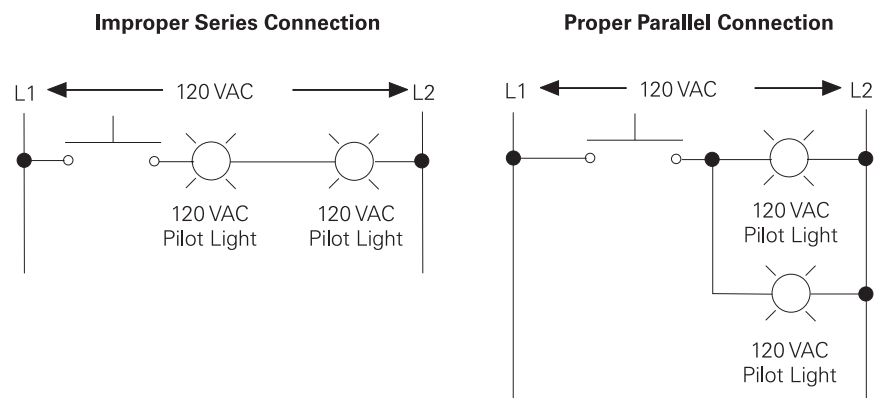 Improper Series Connection
L1
120 VAC
L2
120 VAC
Pilot Light
120 VAC
Pilot Light
Proper Parallel Connection
L1
120 VAC
L2
120 VAC
Pilot Light
120 VAC
Pilot Light